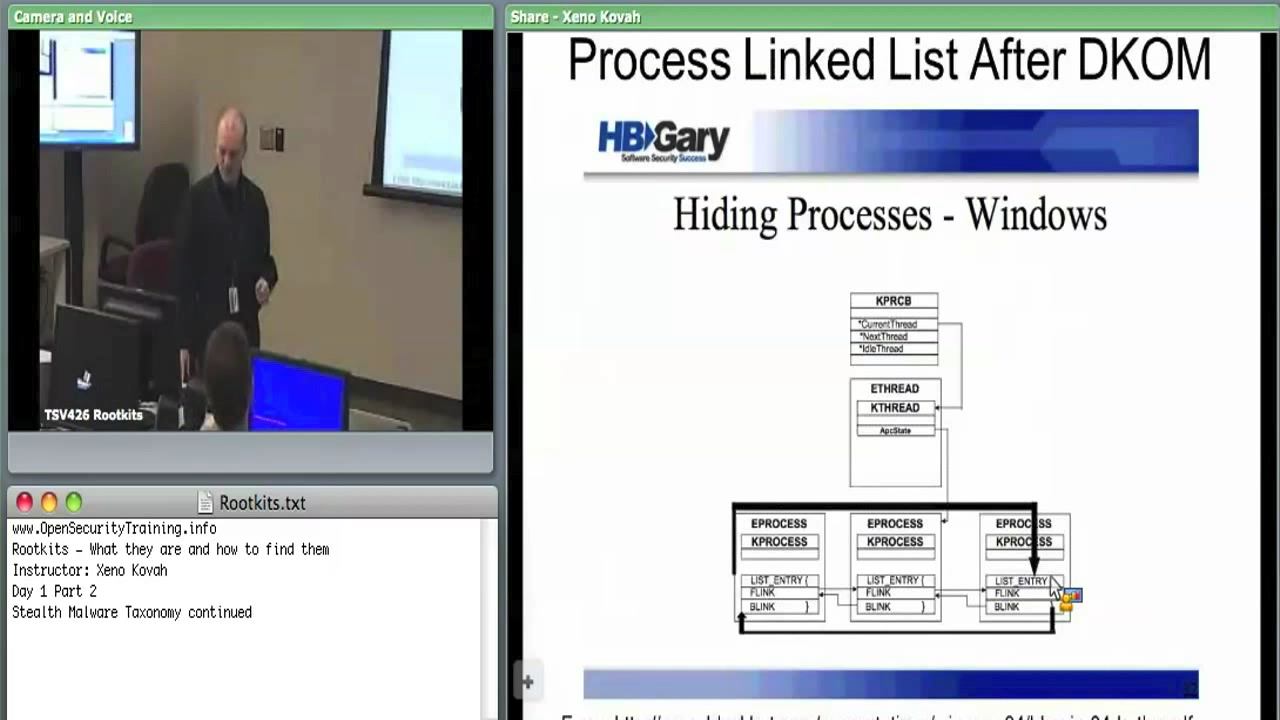 Camera and Voice
TSV426 Rootkits
Rootkits.txt
www.OpenSecurityTraining.info
Rootkits - What they are and how to find them
Instructor: Xeno Kovah
Day 1 Part 2
Stealth Malware Taxonomy continued
Share - Xeno Kovah
Process Linked List After DKOM
HBGary
Software Security Success
Hiding Processes - Windows
KPRCB
*CurrentThread
*NextThread
*IdleThread
ETHREAD
KTHREAD
ApcState
EPROCESS
KPROCESS
LIST_ENTRY {
FLINK
BLINK }
EPROCESS
KPROCESS
LIST_ENTRY {
FLINK
BLINK }
EPROCESS
KPROCESS
LIST_ENTRY
FLINK
BLINK